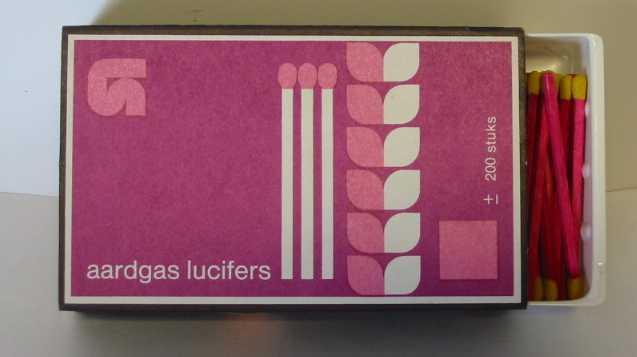 aardgas lucifers
± 200 stuks